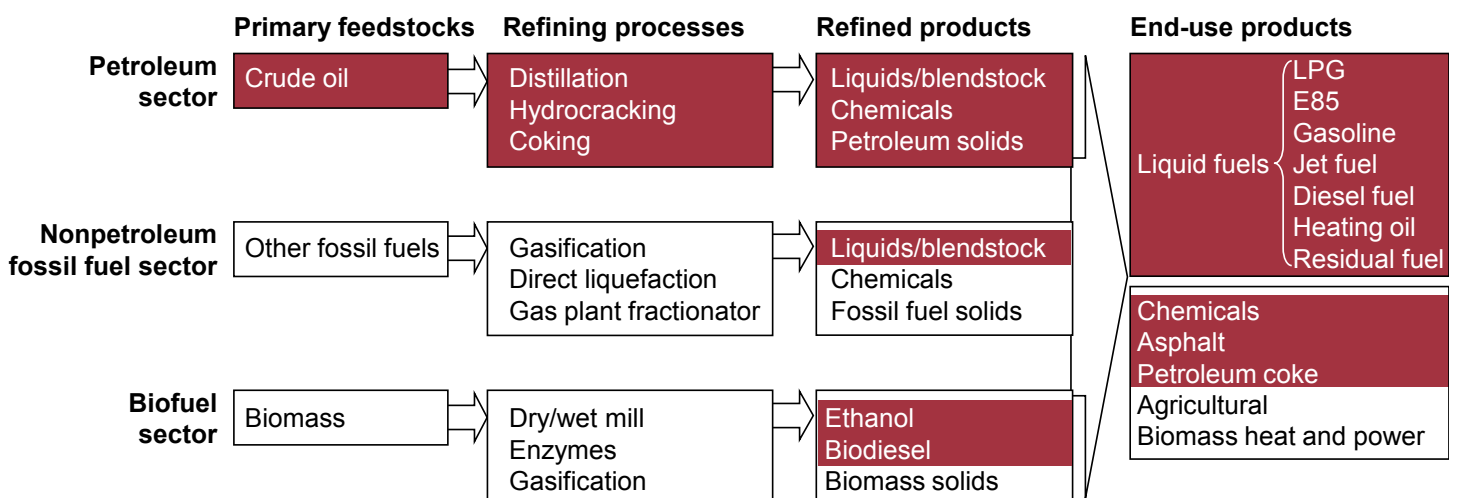 Primary feedstocks
Refining processes
Refined products
End-use products
Petroleum
sector
Crude oil
Distillation
Hydrocracking
Coking
Liquids/blendstock
Chemicals
Petroleum solids
Liquid fuels
LPG
E85
Gasoline
Jet fuel
Diesel fuel
Heating oil
Residual fuel
Nonpetroleum
fossil fuel sector
Other fossil fuels
Gasification
Direct liquefaction
Gas plant fractionator
Liquids/blendstock
Chemicals
Fossil fuel solids
Chemicals
Asphalt
Petroleum coke
Agricultural
Biomass heat and power
Biofuel
sector
Biomass
Dry/wet mill
Enzymes
Gasification
Ethanol
Biodiesel
Biomass solids